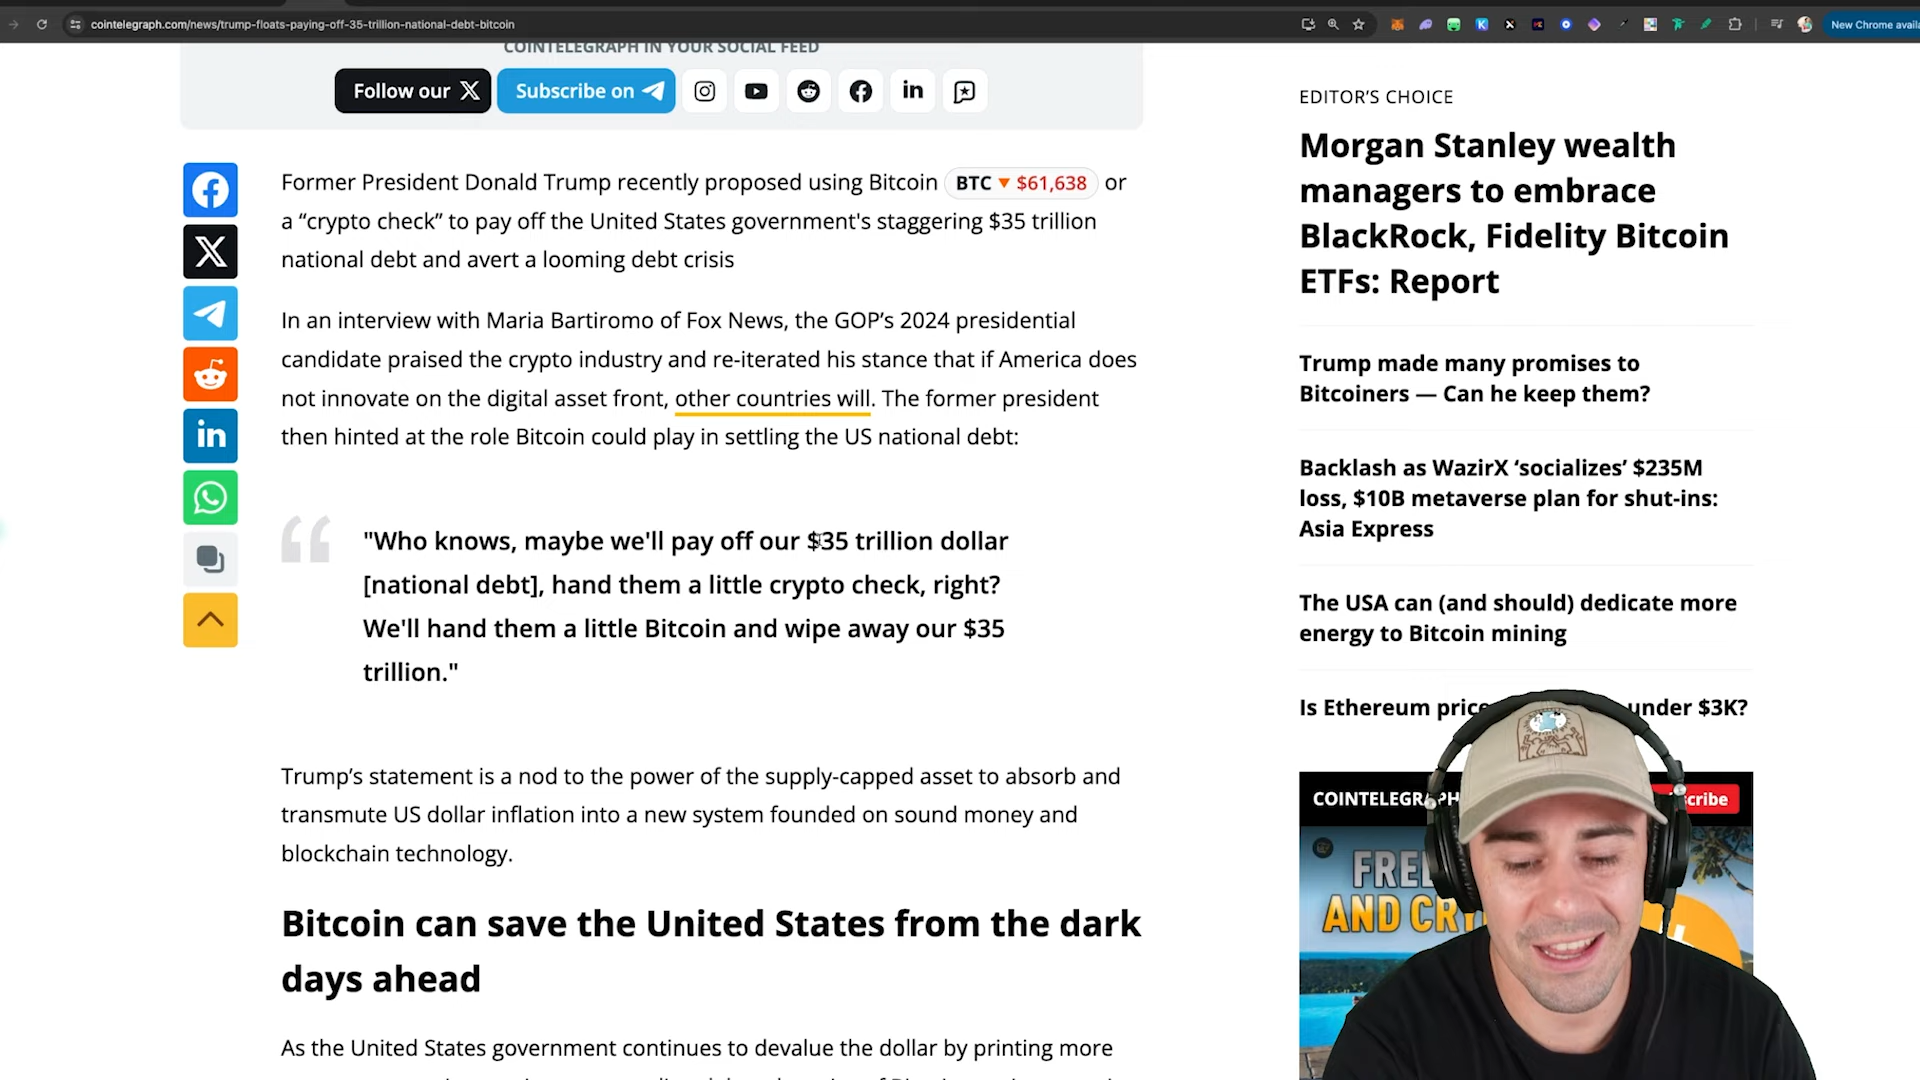 cointelegraph.com/news/trump-floats-paying-off-35-trillion-national-debt-bitcoin
New Chrome availa
COINTELEGRAPH IN YOUR SOCIAL FEED
Follow our
Subscribe on
Former President Donald Trump recently proposed using Bitcoin BTC ▼ $61,638 or
a “crypto check” to pay off the United States government's staggering $35 trillion
national debt and avert a looming debt crisis
In an interview with Maria Bartiromo of Fox News, the GOP’s 2024 presidential
candidate praised the crypto industry and re-iterated his stance that if America does
not innovate on the digital asset front, other countries will. The former president
then hinted at the role Bitcoin could play in settling the US national debt:
"Who knows, maybe we'll pay off our $35 trillion dollar
[national debt], hand them a little crypto check, right?
We'll hand them a little Bitcoin and wipe away our $35
trillion."
Trump’s statement is a nod to the power of the supply-capped asset to absorb and
transmute US dollar inflation into a new system founded on sound money and
blockchain technology.
Bitcoin can save the United States from the dark
days ahead
As the United States government continues to devalue the dollar by printing more
EDITOR’S CHOICE
Morgan Stanley wealth
managers to embrace
BlackRock, Fidelity Bitcoin
ETFs: Report
Trump made many promises to
Bitcoiners — Can he keep them?
Backlash as WazirX ‘socializes’ $235M
loss, $10B metaverse plan for shut-ins:
Asia Express
The USA can (and should) dedicate more
energy to Bitcoin mining
Is Ethereum price under $3K?
COINTELEGRAPH cribe
FREE
AND CRY